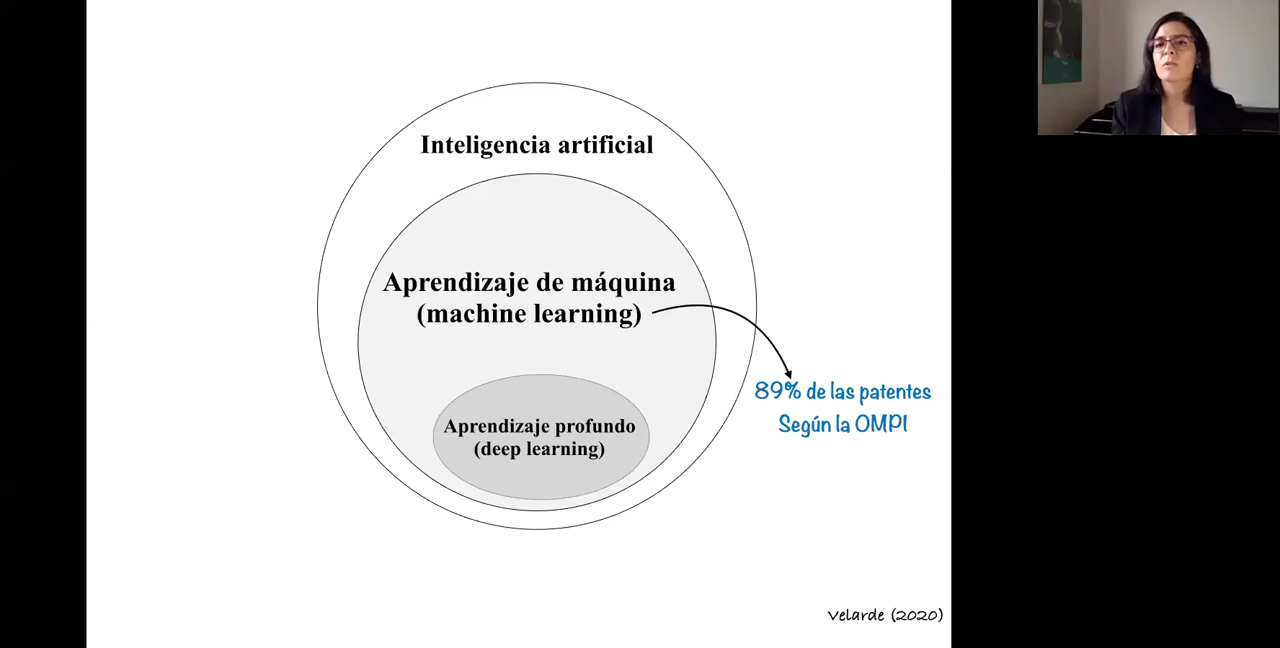 Inteligencia artificial
Aprendizaje de máquina
(machine learning)
89% de las patentes
Según la OMPI
Aprendizaje profundo
(deep learning)
Velarde (2020)